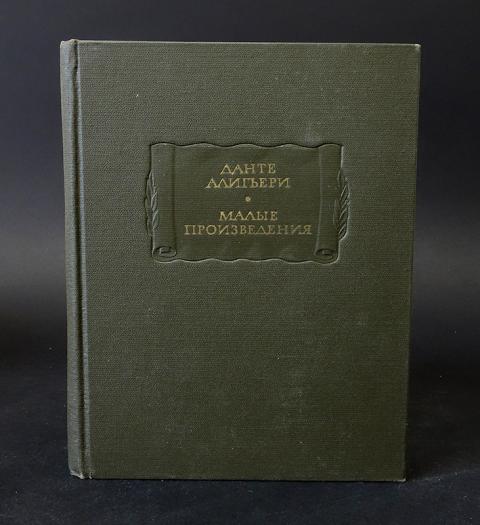 ДАНТЕ
АЛИГЬЕРИ
•
МАЛЫЕ
ПРОИЗВЕДЕНИЯ